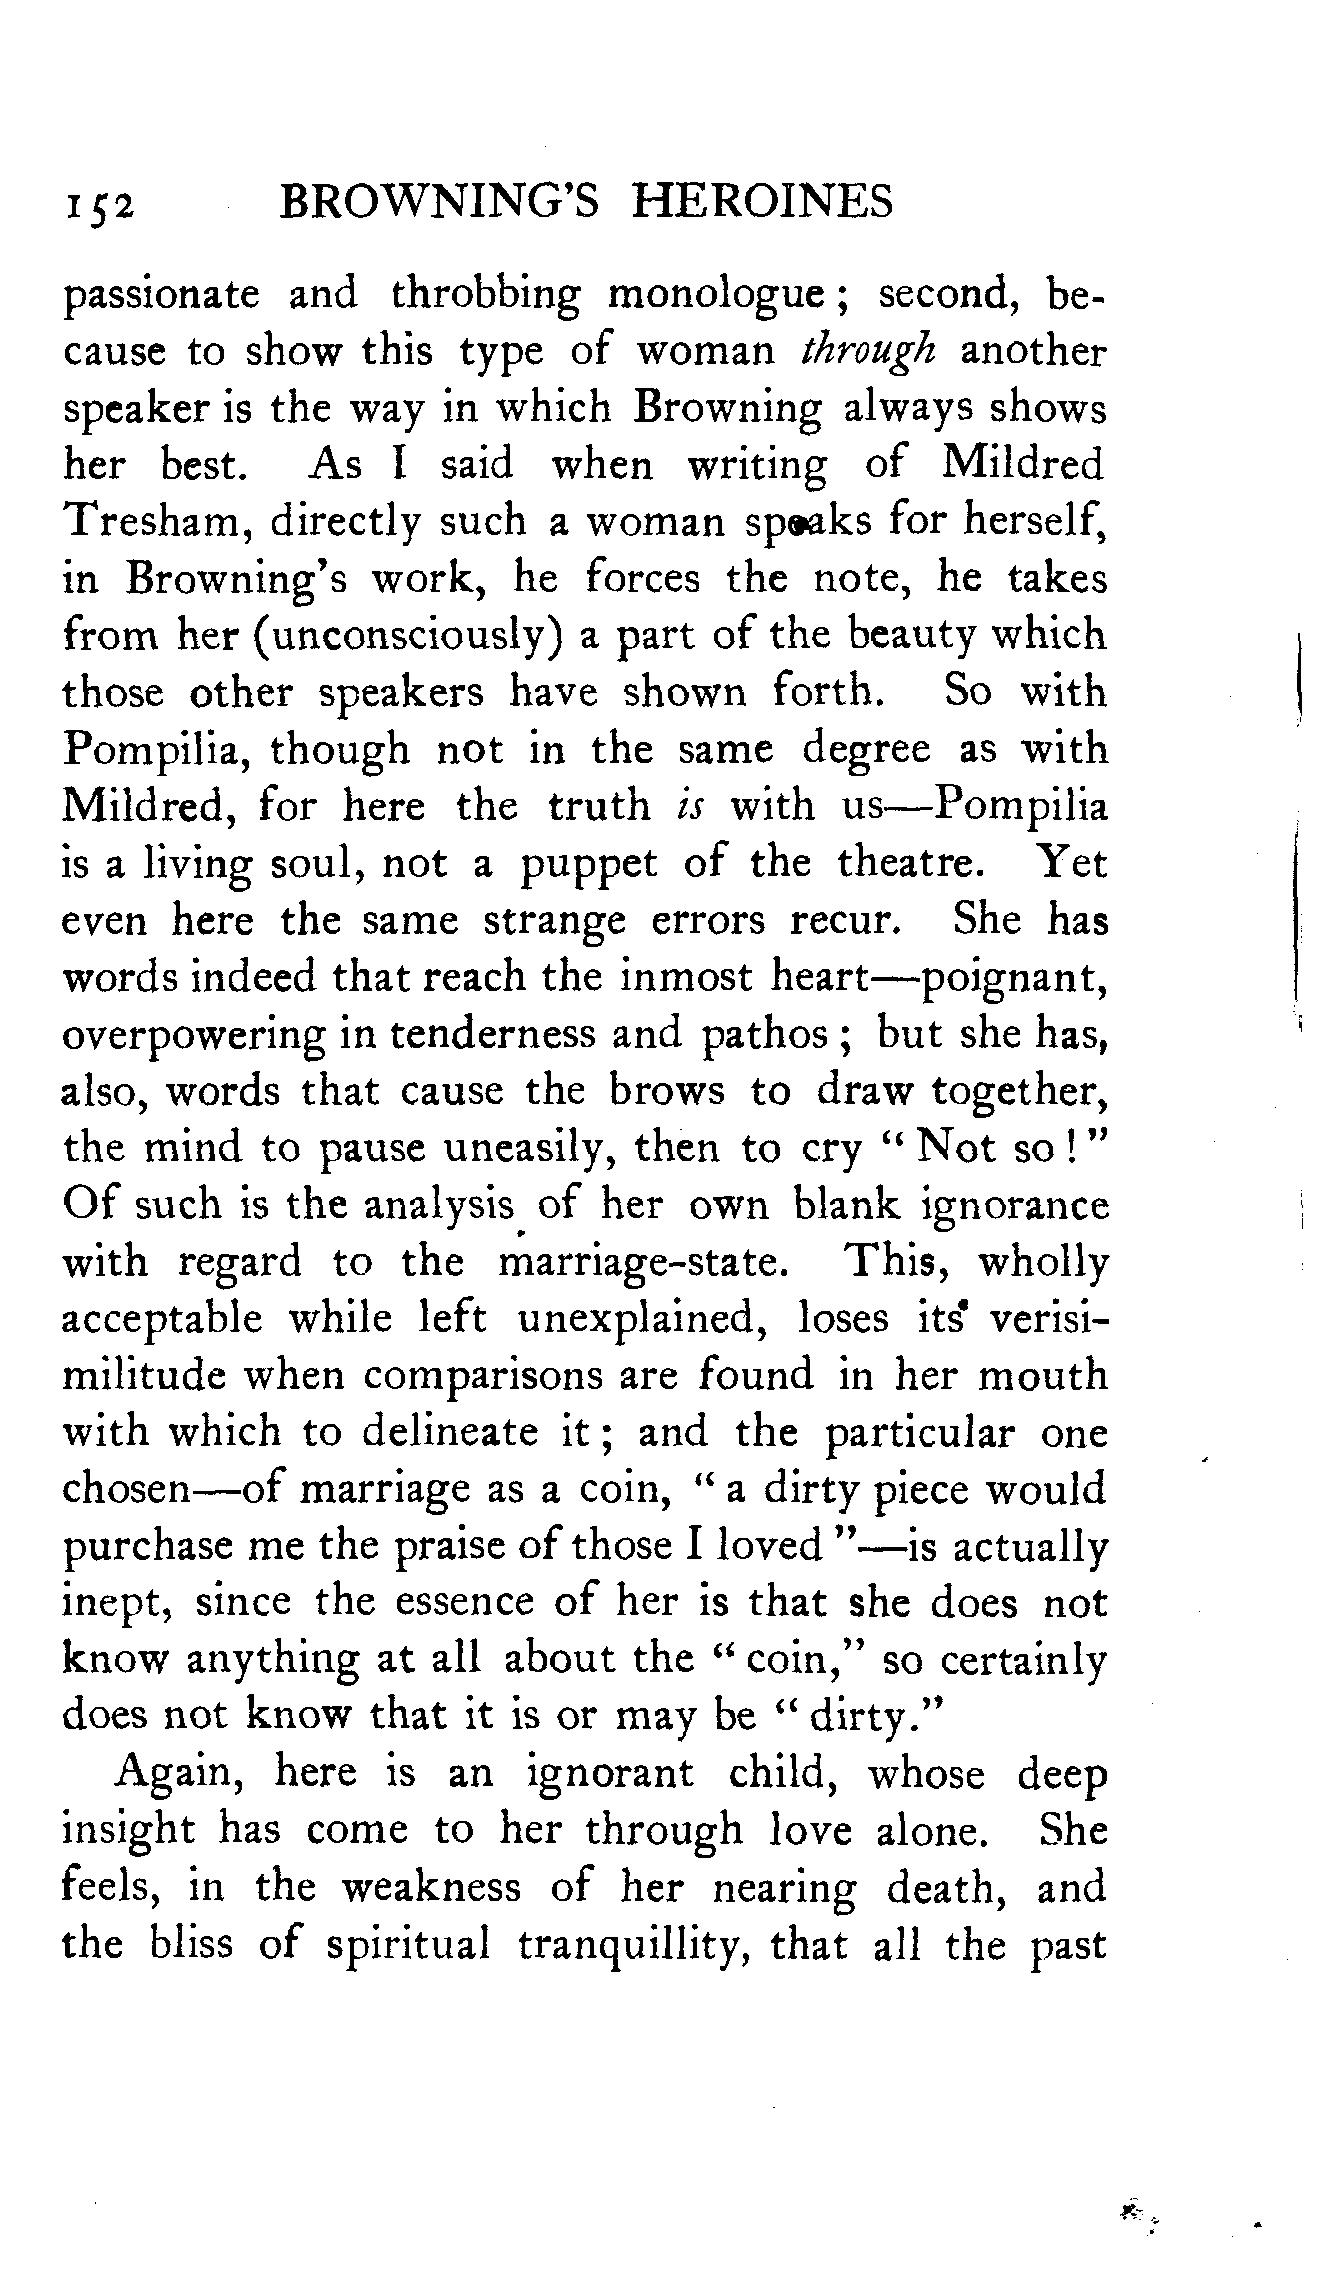 152 BROWNING'S HEROINES
passionate and throbbing monologue ; second, be-
cause to show this type of woman through another
speaker is the way in which Browning always shows
her best. As I said when writing of Mildred
Tresham, directly such a woman speaks for herself,
in Browning's work, he forces the note, he takes
from her (unconsciously) a part of the beauty which
those other speakers have shown forth. So with
Pompilia, though not in the same degree as with
Mildred, for here the truth is with us—Pompilia
is a living soul, not a puppet of the theatre. Yet
even here the same strange errors recur. She has
words indeed that reach the inmost heart—poignant,
overpowering in tenderness and pathos ; but she has,
also, words that cause the brows to draw together,
the mind to pause uneasily, then to cry “ Not so ! ”
Of such is the analysis of her own blank ignorance
with regard to the marriage-state. This, wholly
acceptable while left unexplained, loses its verisi-
militude when comparisons are found in her mouth
with which to delineate it ; and the particular one
chosen—of marriage as a coin, “ a dirty piece would
purchase me the praise of those I loved ”—is actually
inept, since the essence of her is that she does not
know anything at all about the “ coin,” so certainly
does not know that it is or may be “ dirty.”
Again, here is an ignorant child, whose deep
insight has come to her through love alone. She
feels, in the weakness of her nearing death, and
the bliss of spiritual tranquillity, that all the past